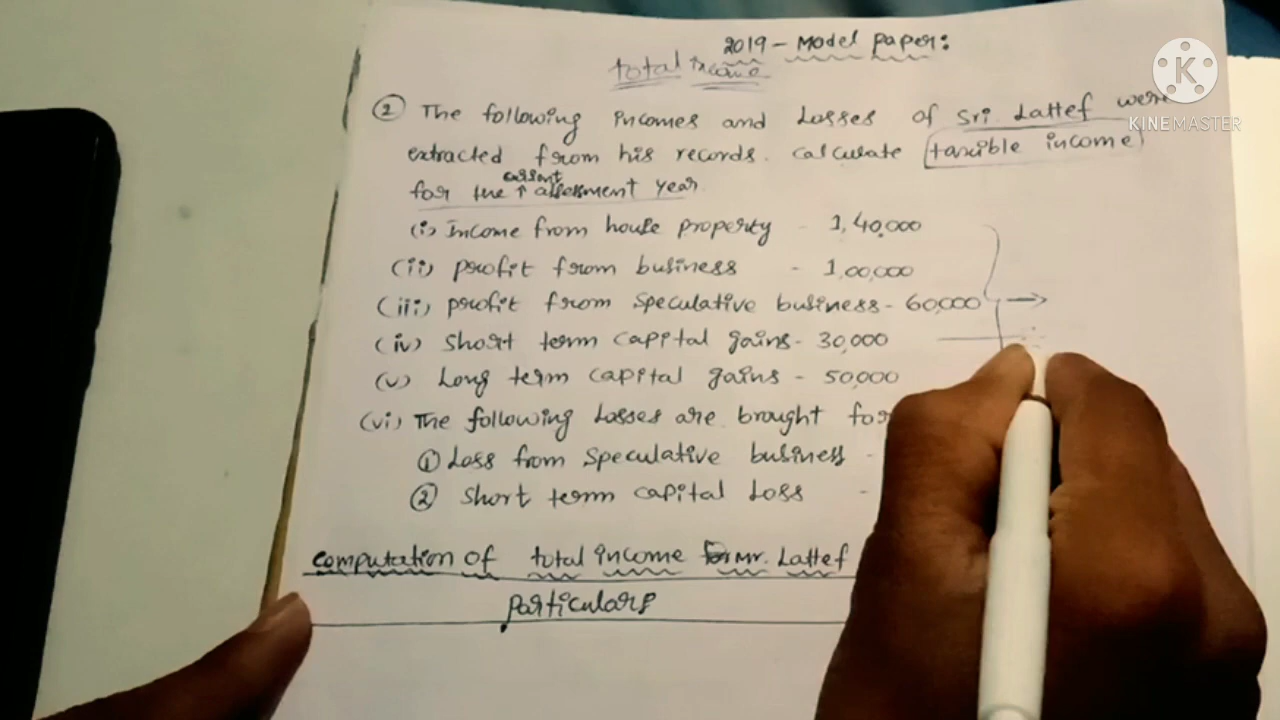 2019 - Model paper:
total income
K
KINEMASTER
② The following incomes and Losses of Sri. Lattef were
extracted from his records. calculate taxible income
for the ↑ assessment year.
(i) Income from house property - 1,40,000
(ii) profit from business - 1,00,000
(iii) profit from speculative business - 60,000
(iv) short term capital gains - 30,000
(v) Long term capital gains - 50,000
(vi) The following Losses are brought for
① Loss from speculative business -
② short term capital Loss -
computation of total income for Mr. Lattef
particulars